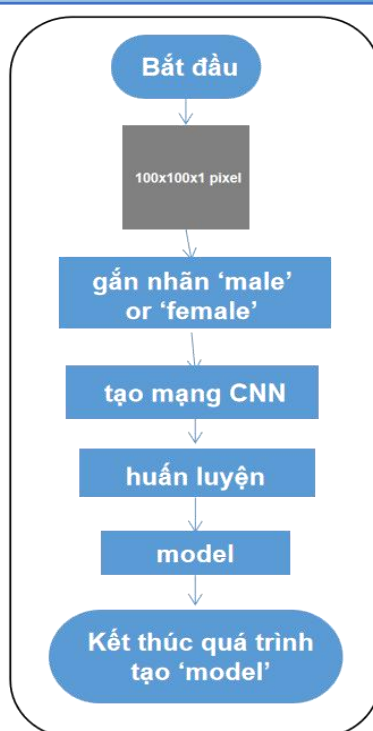 Bắt đầu
100x100x1 pixel
gắn nhãn ‘male’
or ‘female’
tạo mạng CNN
huấn luyện
model
Kết thúc quá trình
tạo ‘model’